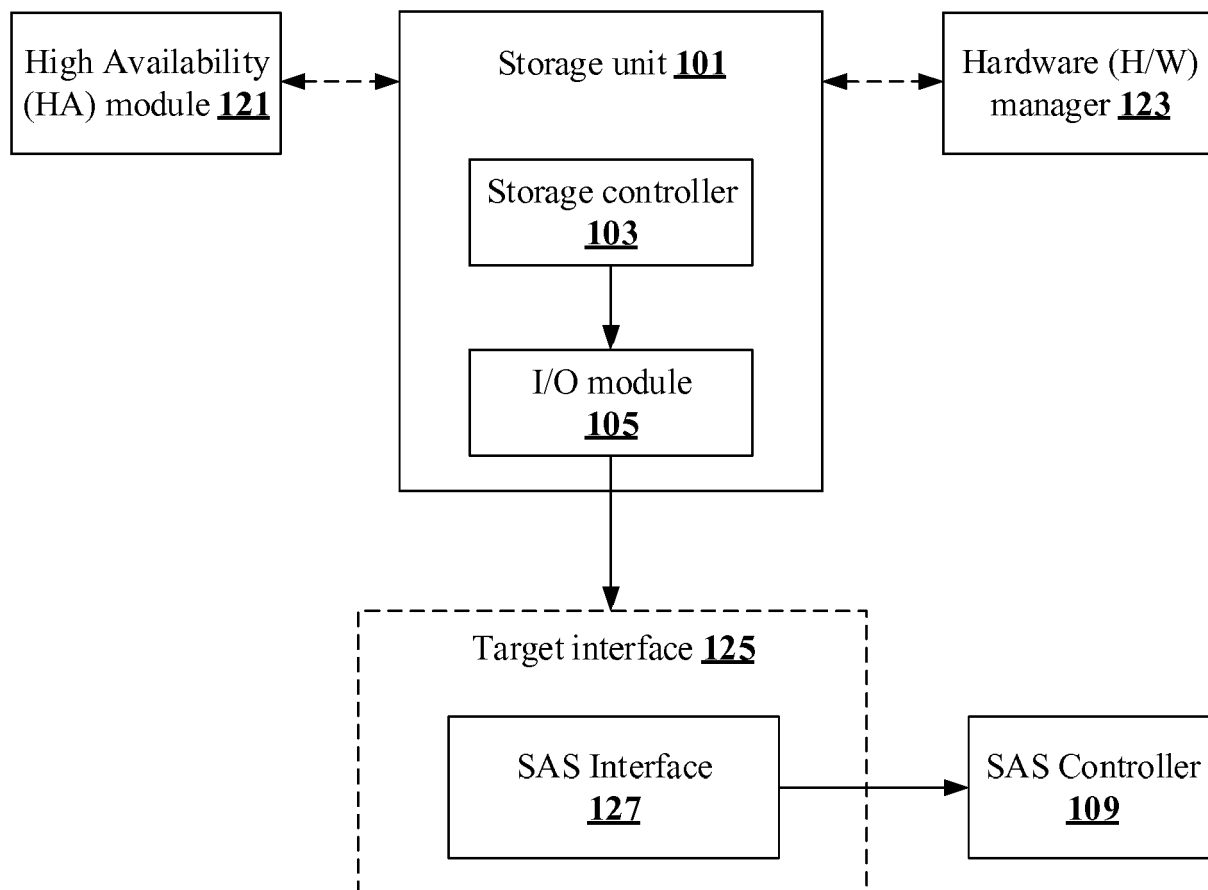 High Availability
(HA) module 121
Storage unit 101
Hardware (H/W)
manager 123
Storage controller
103
I/O module
105
Target interface 125
SAS Interface
127
SAS Controller
109